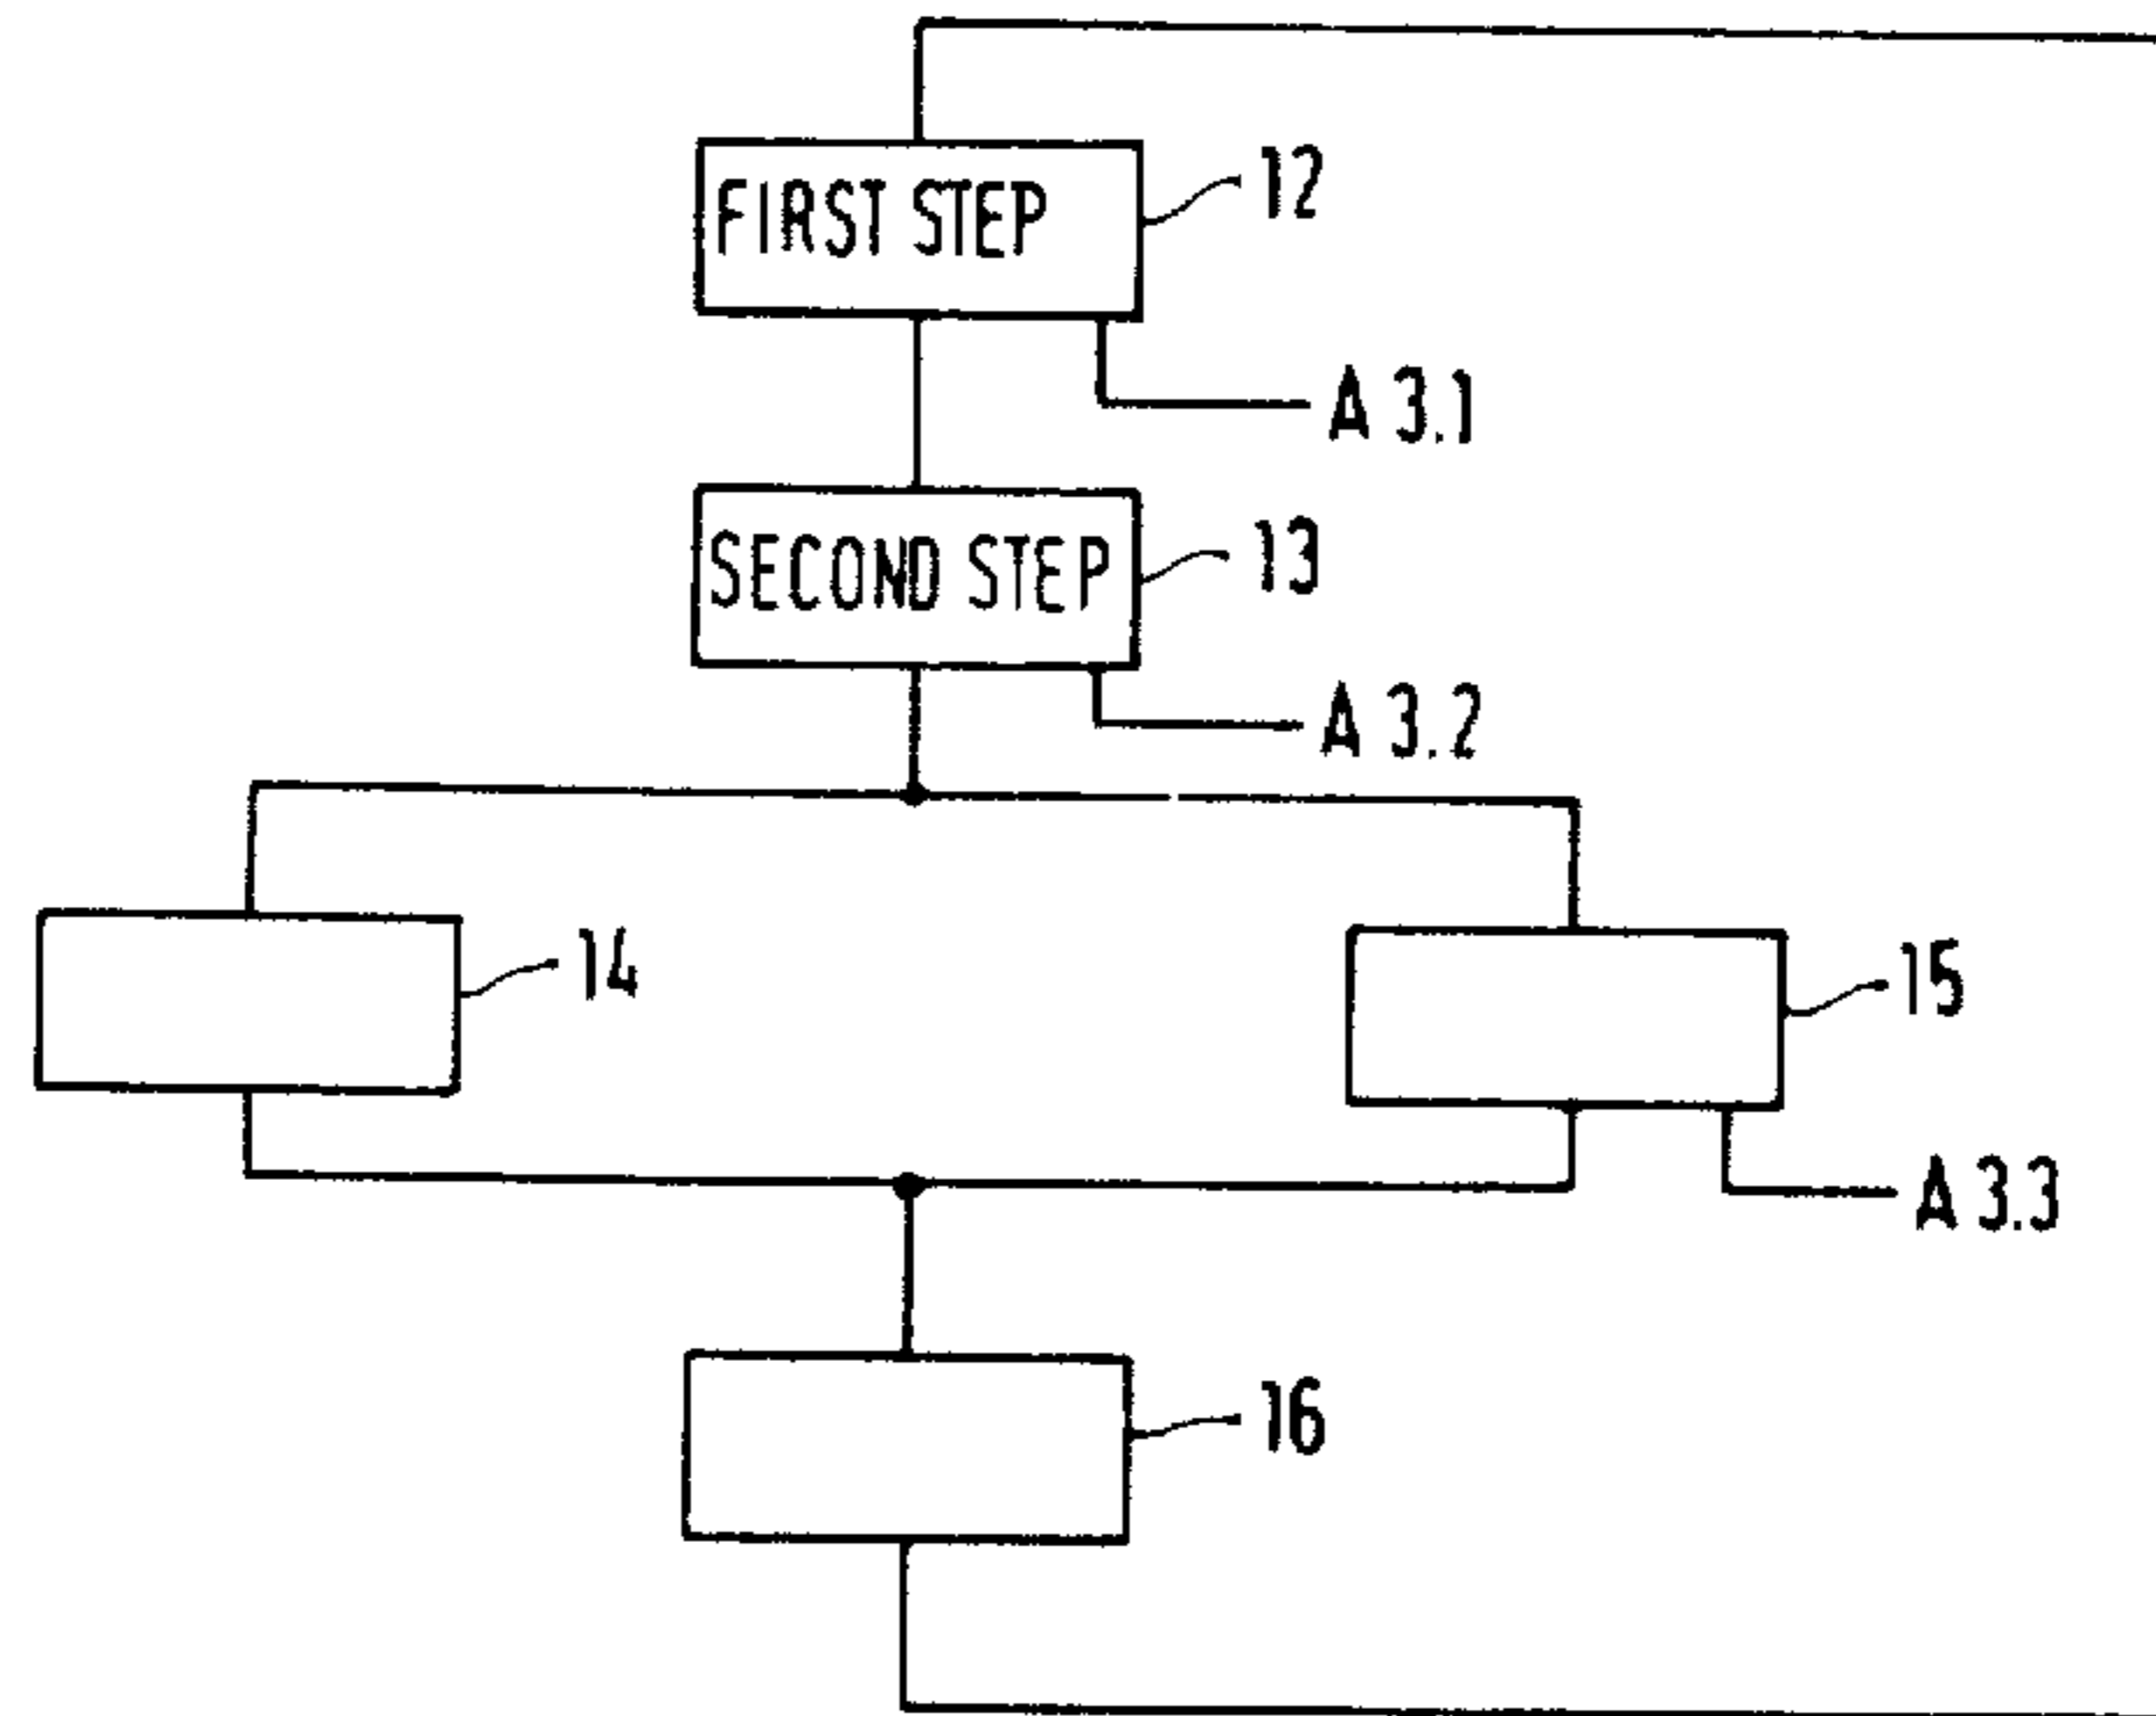 FIRST STEP
12
A 3.1
SECOND STEP
13
A 3.2
14
15
A 3.3
16